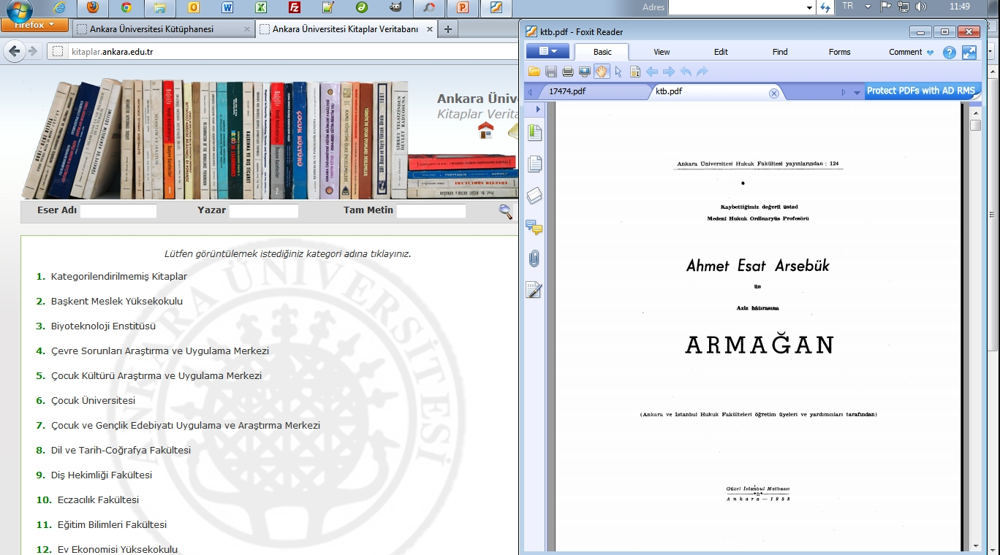 Adres
TR
11:49
Firefox
Ankara Üniversitesi Kütüphanesi
Ankara Üniversitesi Kitaplar Veritabanı
kitaplar.ankara.edu.tr
Ankara Üniv
Kitaplar Verita
Eser Adı
Yazar
Tam Metin
Lütfen görüntülemek istediğiniz kategori adına tıklayınız.
1. Kategorilendirilmemiş Kitaplar
2. Başkent Meslek Yüksekokulu
3. Biyoteknoloji Enstitüsü
4. Çevre Sorunları Araştırma ve Uygulama Merkezi
5. Çocuk Kültürü Araştırma ve Uygulama Merkezi
6. Çocuk Üniversitesi
7. Çocuk ve Gençlik Edebiyatı Uygulama ve Araştırma Merkezi
8. Dil ve Tarih-Coğrafya Fakültesi
9. Diş Hekimliği Fakültesi
10. Eczacılık Fakültesi
11. Eğitim Bilimleri Fakültesi
12. Ev Ekonomisi Yüksekokulu
ANKARA ÜNİVERSİTESİ
ÇOCUK KÜLTÜRÜ
ktb.pdf - Foxit Reader
Basic View Edit Find Forms Comment
17474.pdf
ktb.pdf
Protect PDFs with AD RMS
Ankara Üniversitesi Hukuk Fakültesi yayınlarından : 124
Kaybettiğimiz değerli üstad
Medenî Hukuk Ordinaryüs Profesörü
Ahmet Esat Arsebük
ün
Aziz hâtırasına
ARMAĞAN
(Ankara ve İstanbul Hukuk Fakülteleri öğretim üyeleri ve yardımcıları tarafından)
Güzel İstanbul Matbaası
Ankara — 1958